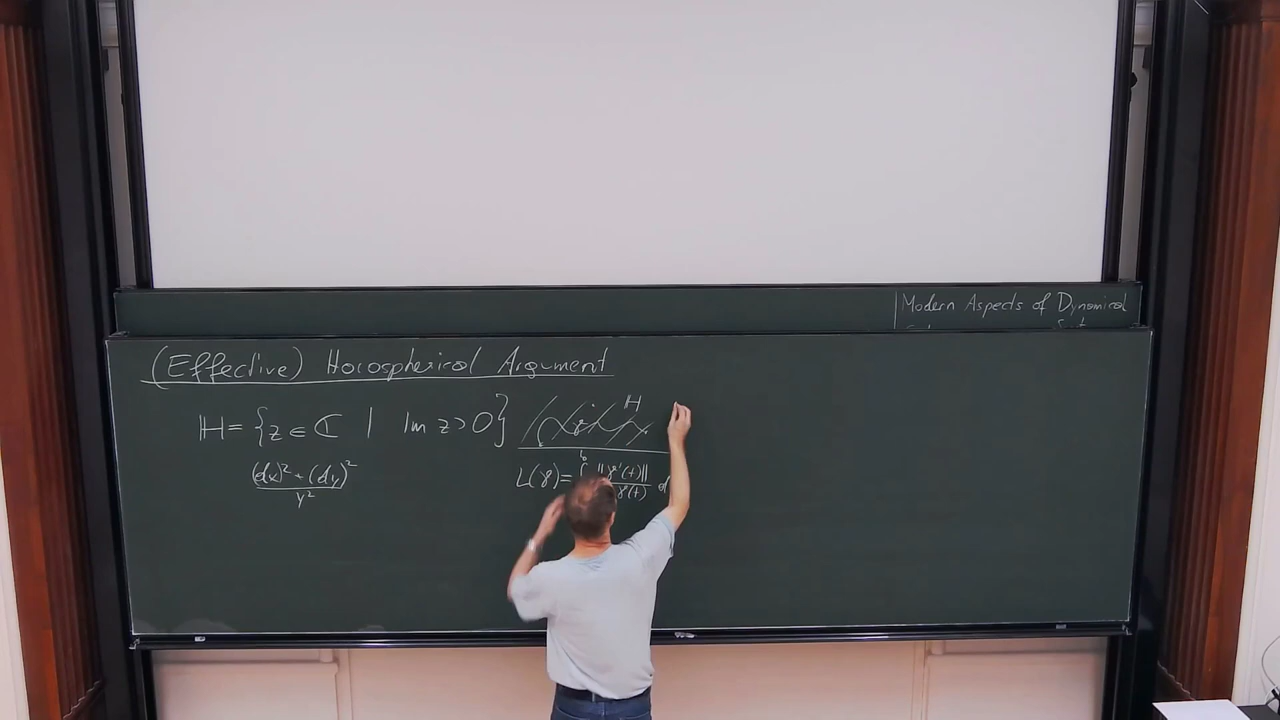 Modern Aspects of Dynamical
(Effective) Horospherical Argument
ℍ = {z ∈ ℂ | Im z > 0}
ℍ
(dx)² + (dy)² / y²
L(γ) = ∫ b ||γ'(t)|| / γ(t) d